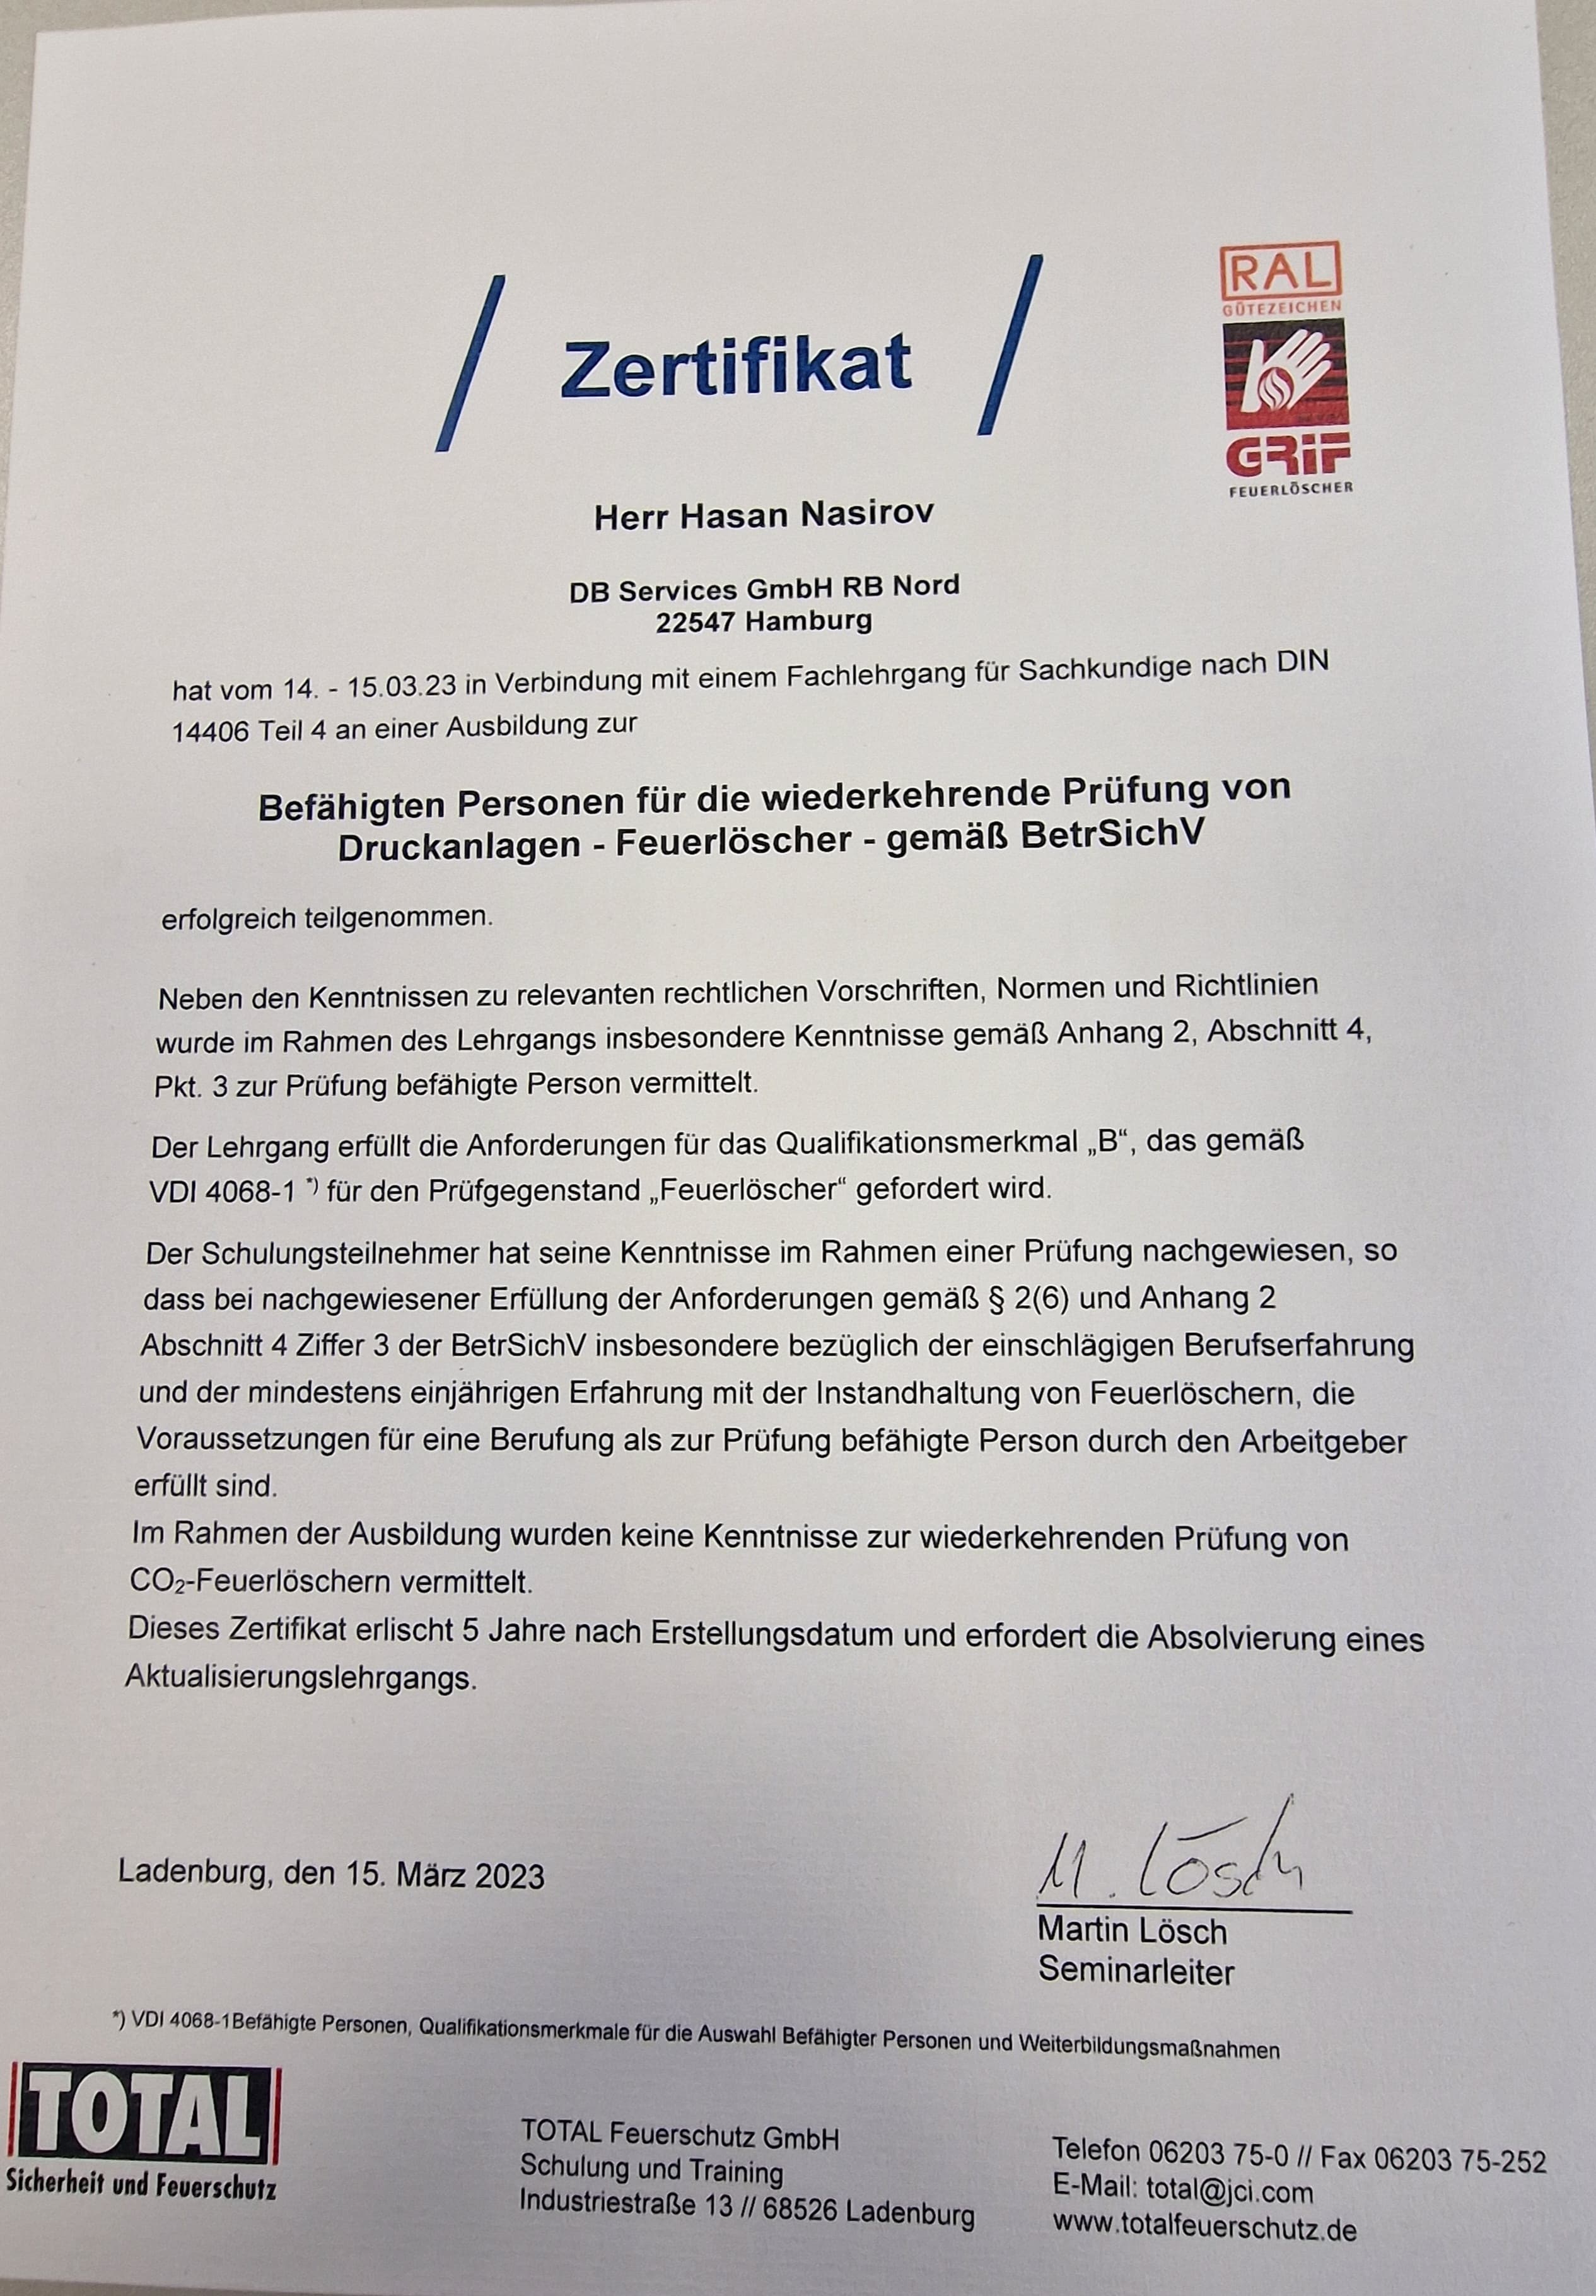 RAL
GÜTEZEICHEN
Zertifikat
GRIF
FEUERLÖSCHER
Herr Hasan Nasirov
DB Services GmbH RB Nord
22547 Hamburg
hat vom 14. - 15.03.23 in Verbindung mit einem Fachlehrgang für Sachkundige nach DIN
14406 Teil 4 an einer Ausbildung zur
Befähigten Personen für die wiederkehrende Prüfung von
Druckanlagen - Feuerlöscher - gemäß BetrSichV
erfolgreich teilgenommen.
Neben den Kenntnissen zu relevanten rechtlichen Vorschriften, Normen und Richtlinien
wurde im Rahmen des Lehrgangs insbesondere Kenntnisse gemäß Anhang 2, Abschnitt 4,
Pkt. 3 zur Prüfung befähigte Person vermittelt.
Der Lehrgang erfüllt die Anforderungen für das Qualifikationsmerkmal „B“, das gemäß
VDI 4068-1 *) für den Prüfgegenstand „Feuerlöscher“ gefordert wird.
Der Schulungsteilnehmer hat seine Kenntnisse im Rahmen einer Prüfung nachgewiesen, so
dass bei nachgewiesener Erfüllung der Anforderungen gemäß § 2(6) und Anhang 2
Abschnitt 4 Ziffer 3 der BetrSichV insbesondere bezüglich der einschlägigen Berufserfahrung
und der mindestens einjährigen Erfahrung mit der Instandhaltung von Feuerlöschern, die
Voraussetzungen für eine Berufung als zur Prüfung befähigte Person durch den Arbeitgeber
erfüllt sind.
Im Rahmen der Ausbildung wurden keine Kenntnisse zur wiederkehrenden Prüfung von
CO₂-Feuerlöschern vermittelt.
Dieses Zertifikat erlischt 5 Jahre nach Erstellungsdatum und erfordert die Absolvierung eines
Aktualisierungslehrgangs.
Ladenburg, den 15. März 2023
M. Lösch
Martin Lösch
Seminarleiter
*) VDI 4068-1Befähigte Personen, Qualifikationsmerkmale für die Auswahl Befähigter Personen und Weiterbildungsmaßnahmen
TOTAL
Sicherheit und Feuerschutz
TOTAL Feuerschutz GmbH
Schulung und Training
Industriestraße 13 // 68526 Ladenburg
Telefon 06203 75-0 // Fax 06203 75-252
E-Mail: total@jci.com
www.totalfeuerschutz.de